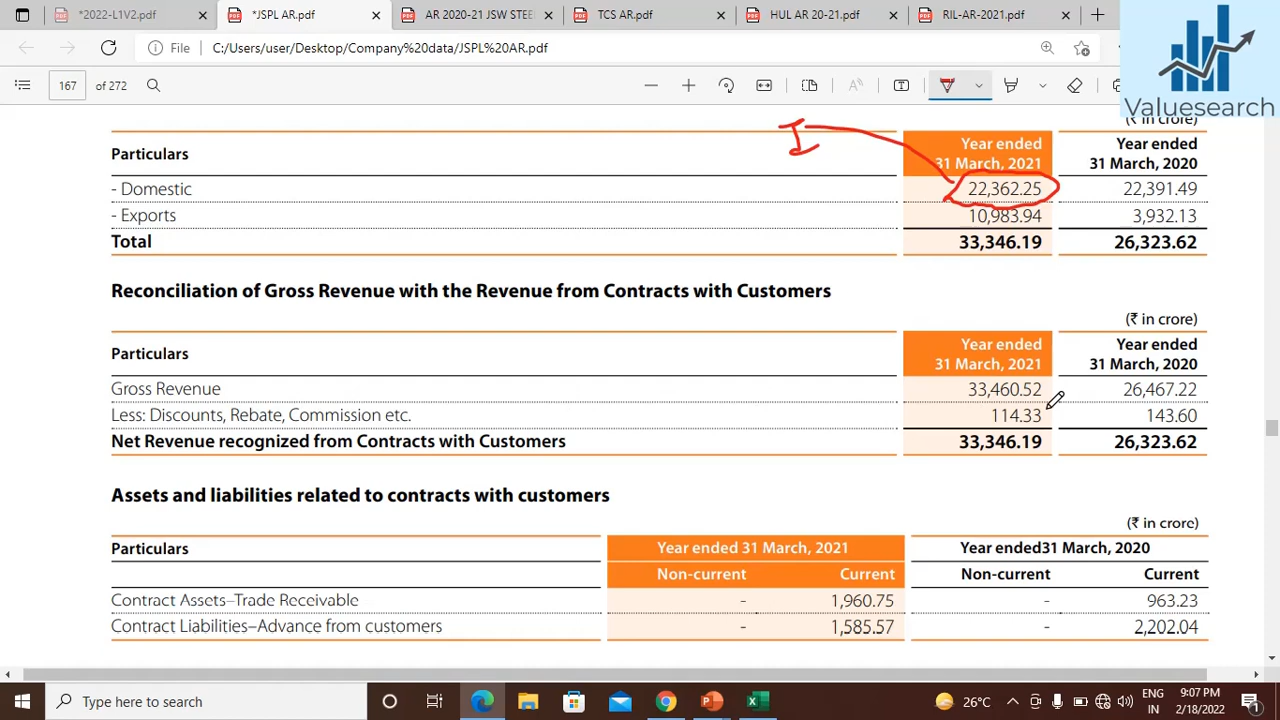 *2022-L1V2.pdf
*JSPL AR.pdf
AR 2020-21 JSW STEE
TCS AR.pdf
HUL AR 20-21.pdf
RIL-AR-2021.pdf
File
C:/Users/user/Desktop/Company%20data/JSPL%20AR.pdf
167 of 272
Valuesearch
(₹ in crore)
Particulars Year ended 31 March, 2021 Year ended 31 March, 2020
I
- Domestic 22,362.25 22,391.49
- Exports 10,983.94 3,932.13
Total 33,346.19 26,323.62
Reconciliation of Gross Revenue with the Revenue from Contracts with Customers
(₹ in crore)
Particulars Year ended 31 March, 2021 Year ended 31 March, 2020
Gross Revenue 33,460.52 26,467.22
Less: Discounts, Rebate, Commission etc. 114.33 143.60
Net Revenue recognized from Contracts with Customers 33,346.19 26,323.62
Assets and liabilities related to contracts with customers
(₹ in crore)
Particulars Year ended 31 March, 2021 Year ended31 March, 2020
Non-current Current Non-current Current
Contract Assets–Trade Receivable - 1,960.75 - 963.23
Contract Liabilities–Advance from customers - 1,585.57 - 2,202.04
Type here to search
26°C
ENG
IN
9:07 PM
2/18/2022
1